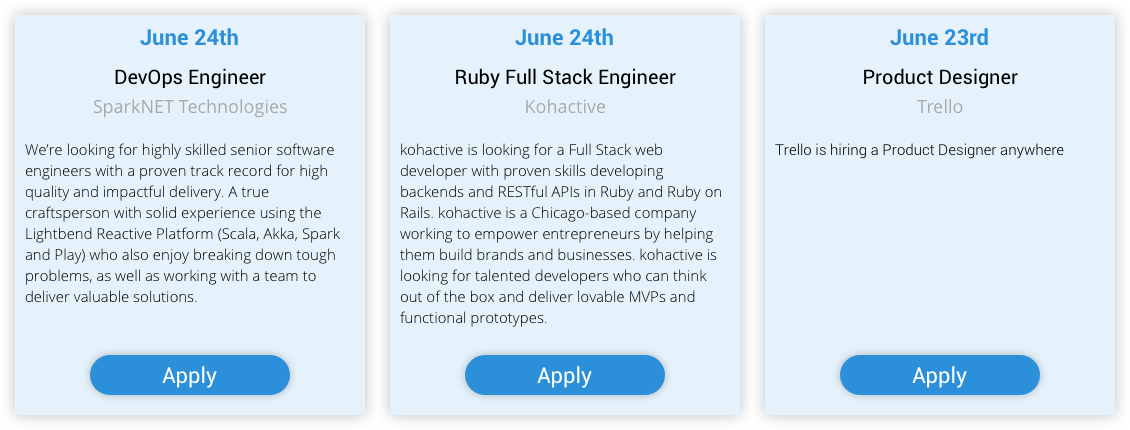 June 24th
DevOps Engineer
SparkNET Technologies
We're looking for highly skilled senior software
engineers with a proven track record for high
quality and impactful delivery. A true
craftsperson with solid experience using the
Lightbend Reactive Platform (Scala, Akka, Spark
and Play) who also enjoy breaking down tough
problems, as well as working with a team to
deliver valuable solutions.
Apply
June 24th
Ruby Full Stack Engineer
Kohactive
kohactive is looking for a Full Stack web
developer with proven skills developing
backends and RESTful APIs in Ruby and Ruby on
Rails. kohactive is a Chicago-based company
working to empower entrepreneurs by helping
them build brands and businesses. kohactive is
looking for talented developers who can think
out of the box and deliver lovable MVPs and
functional prototypes.
Apply
June 23rd
Product Designer
Trello
Trello is hiring a Product Designer anywhere
Apply